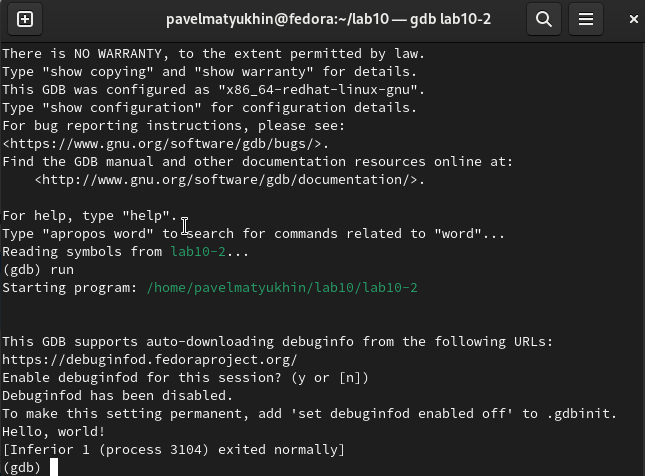 pavelmatyukhin@fedora:~/lab10 — gdb lab10-2
There is NO WARRANTY, to the extent permitted by law.
Type "show copying" and "show warranty" for details.
This GDB was configured as "x86_64-redhat-linux-gnu".
Type "show configuration" for configuration details.
For bug reporting instructions, please see:
<https://www.gnu.org/software/gdb/bugs/>.
Find the GDB manual and other documentation resources online at:
    <http://www.gnu.org/software/gdb/documentation/>.
For help, type "help".
Type "apropos word" to search for commands related to "word"...
Reading symbols from lab10-2...
(gdb) run
Starting program: /home/pavelmatyukhin/lab10/lab10-2
This GDB supports auto-downloading debuginfo from the following URLs:
https://debuginfod.fedoraproject.org/
Enable debuginfod for this session? (y or [n])
Debuginfod has been disabled.
To make this setting permanent, add 'set debuginfod enabled off' to .gdbinit.
Hello, world!
[Inferior 1 (process 3104) exited normally]
(gdb)